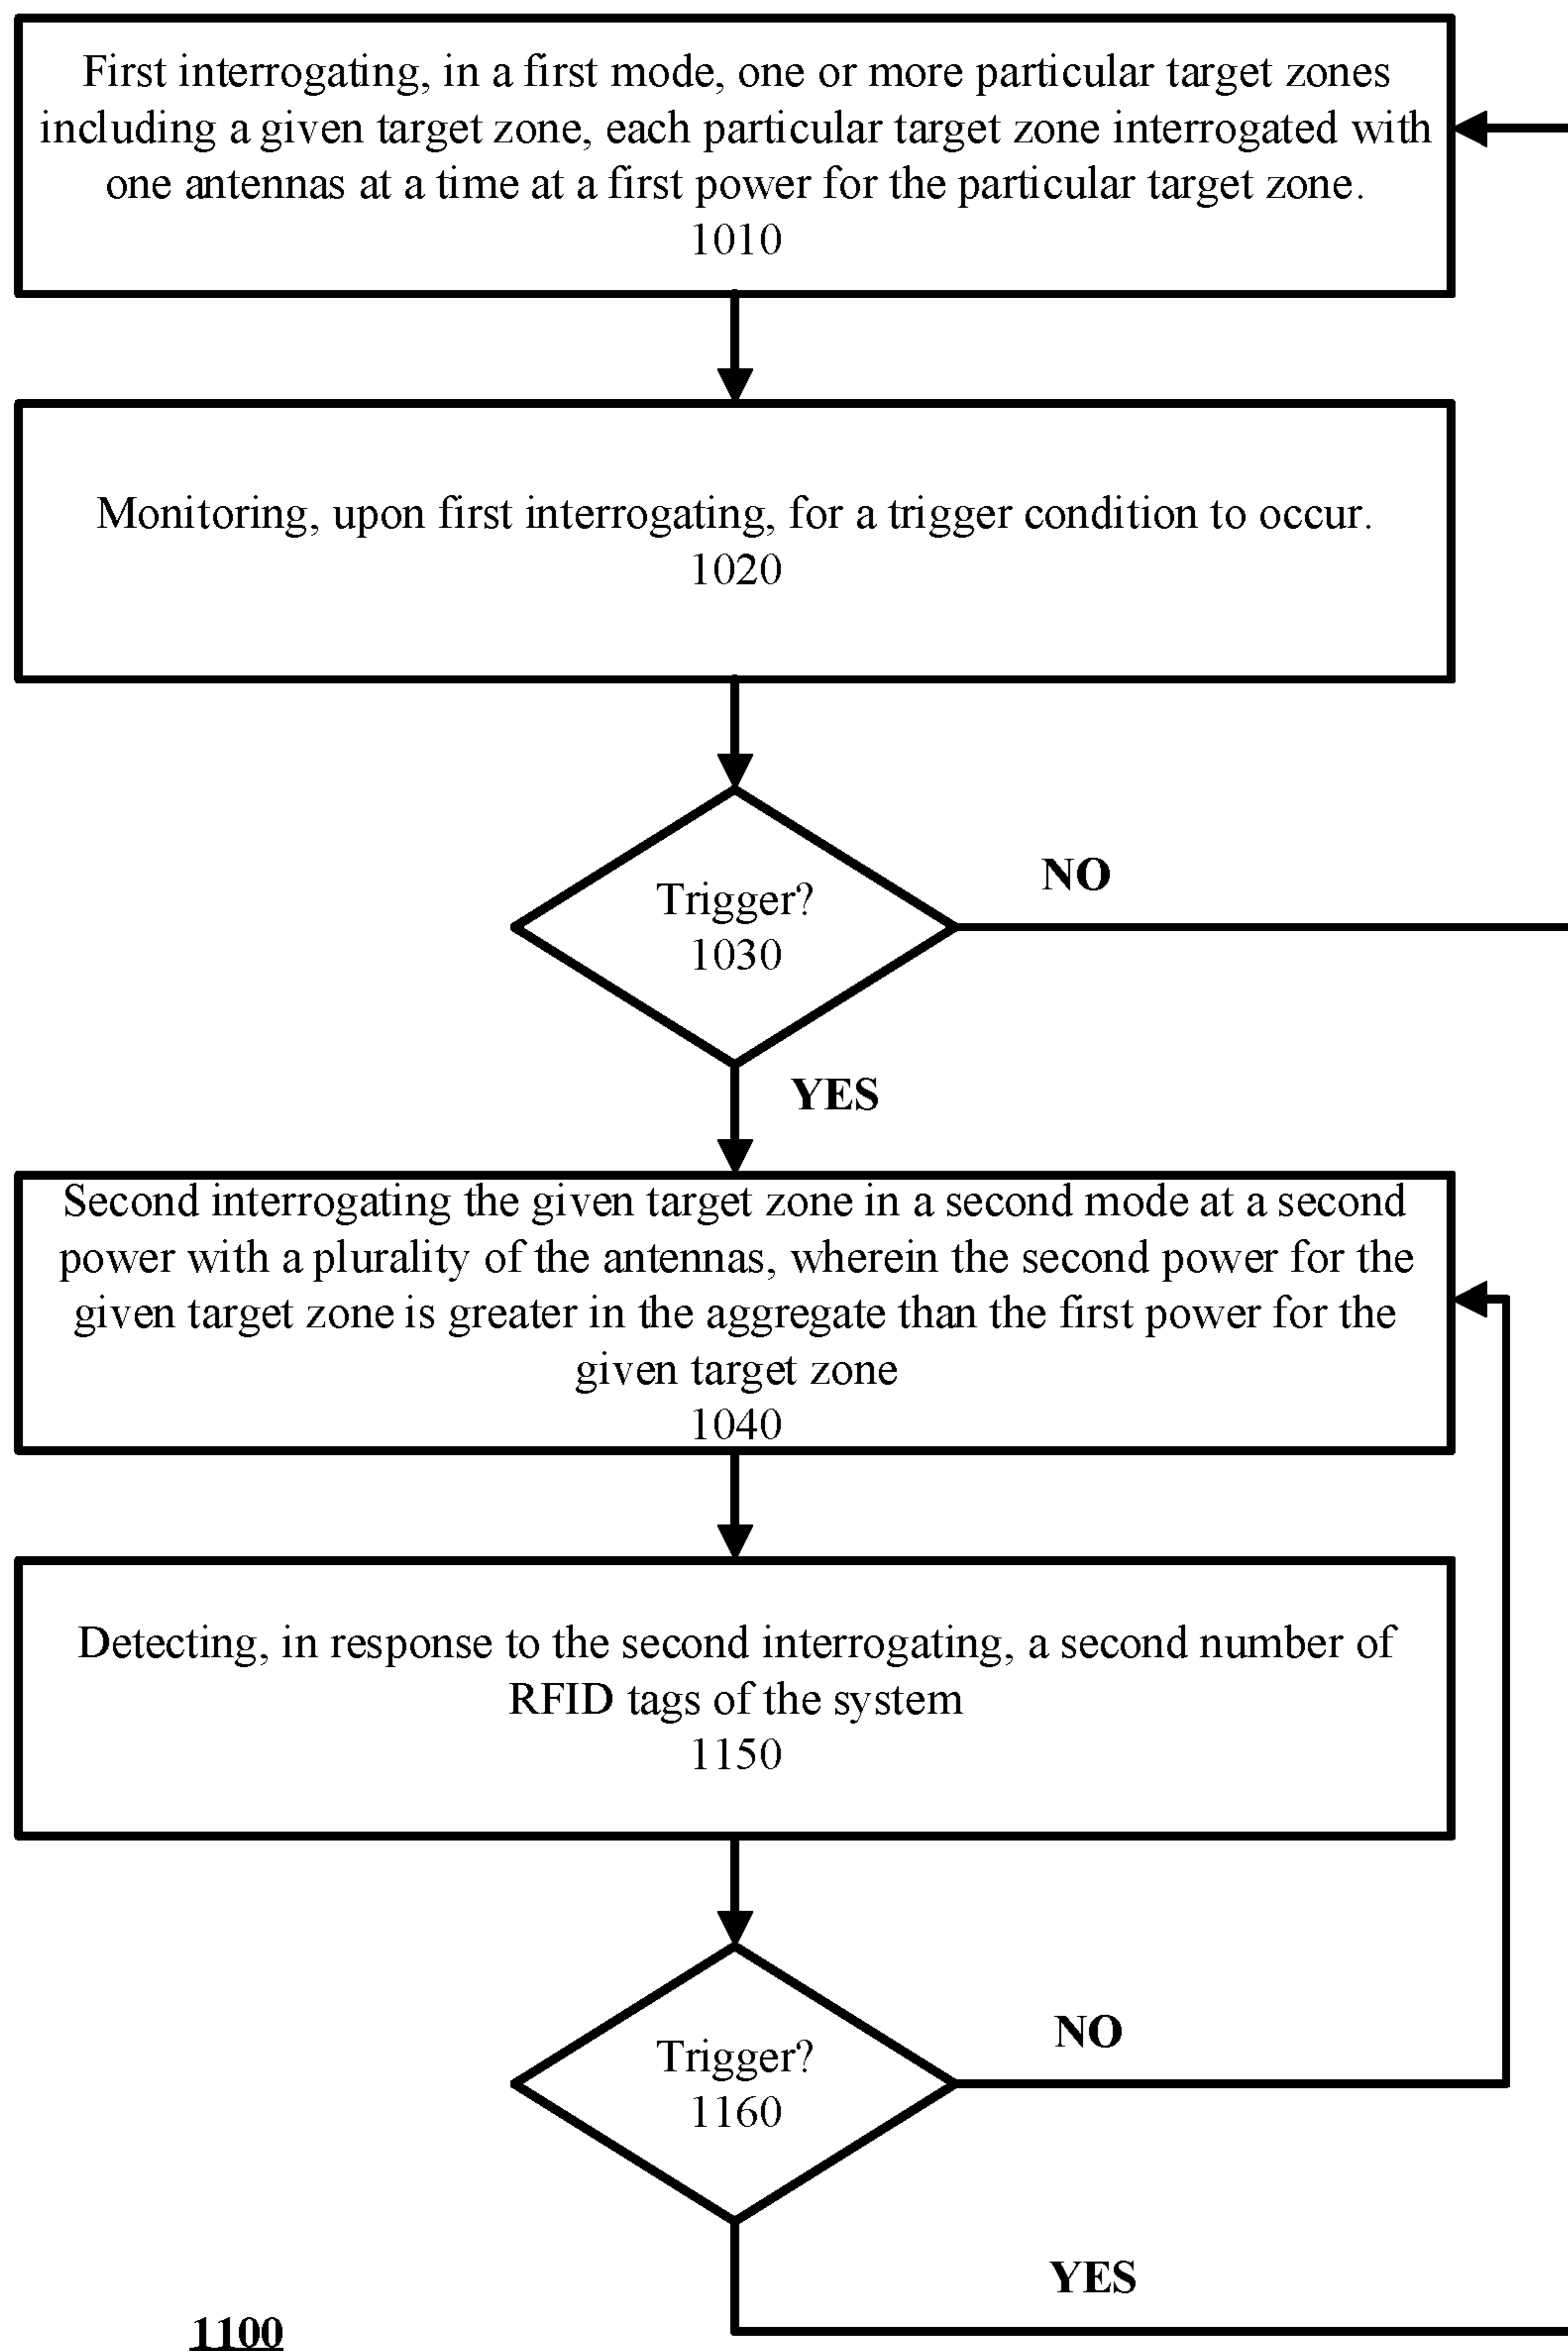 First interrogating, in a first mode, one or more particular target zones
including a given target zone, each particular target zone interrogated with
one antennas at a time at a first power for the particular target zone.
1010
Monitoring, upon first interrogating, for a trigger condition to occur.
1020
Trigger?
1030
NO
YES
Second interrogating the given target zone in a second mode at a second
power with a plurality of the antennas, wherein the second power for the
given target zone is greater in the aggregate than the first power for the
given target zone
1040
Detecting, in response to the second interrogating, a second number of
RFID tags of the system
1150
Trigger?
1160
NO
YES
1100